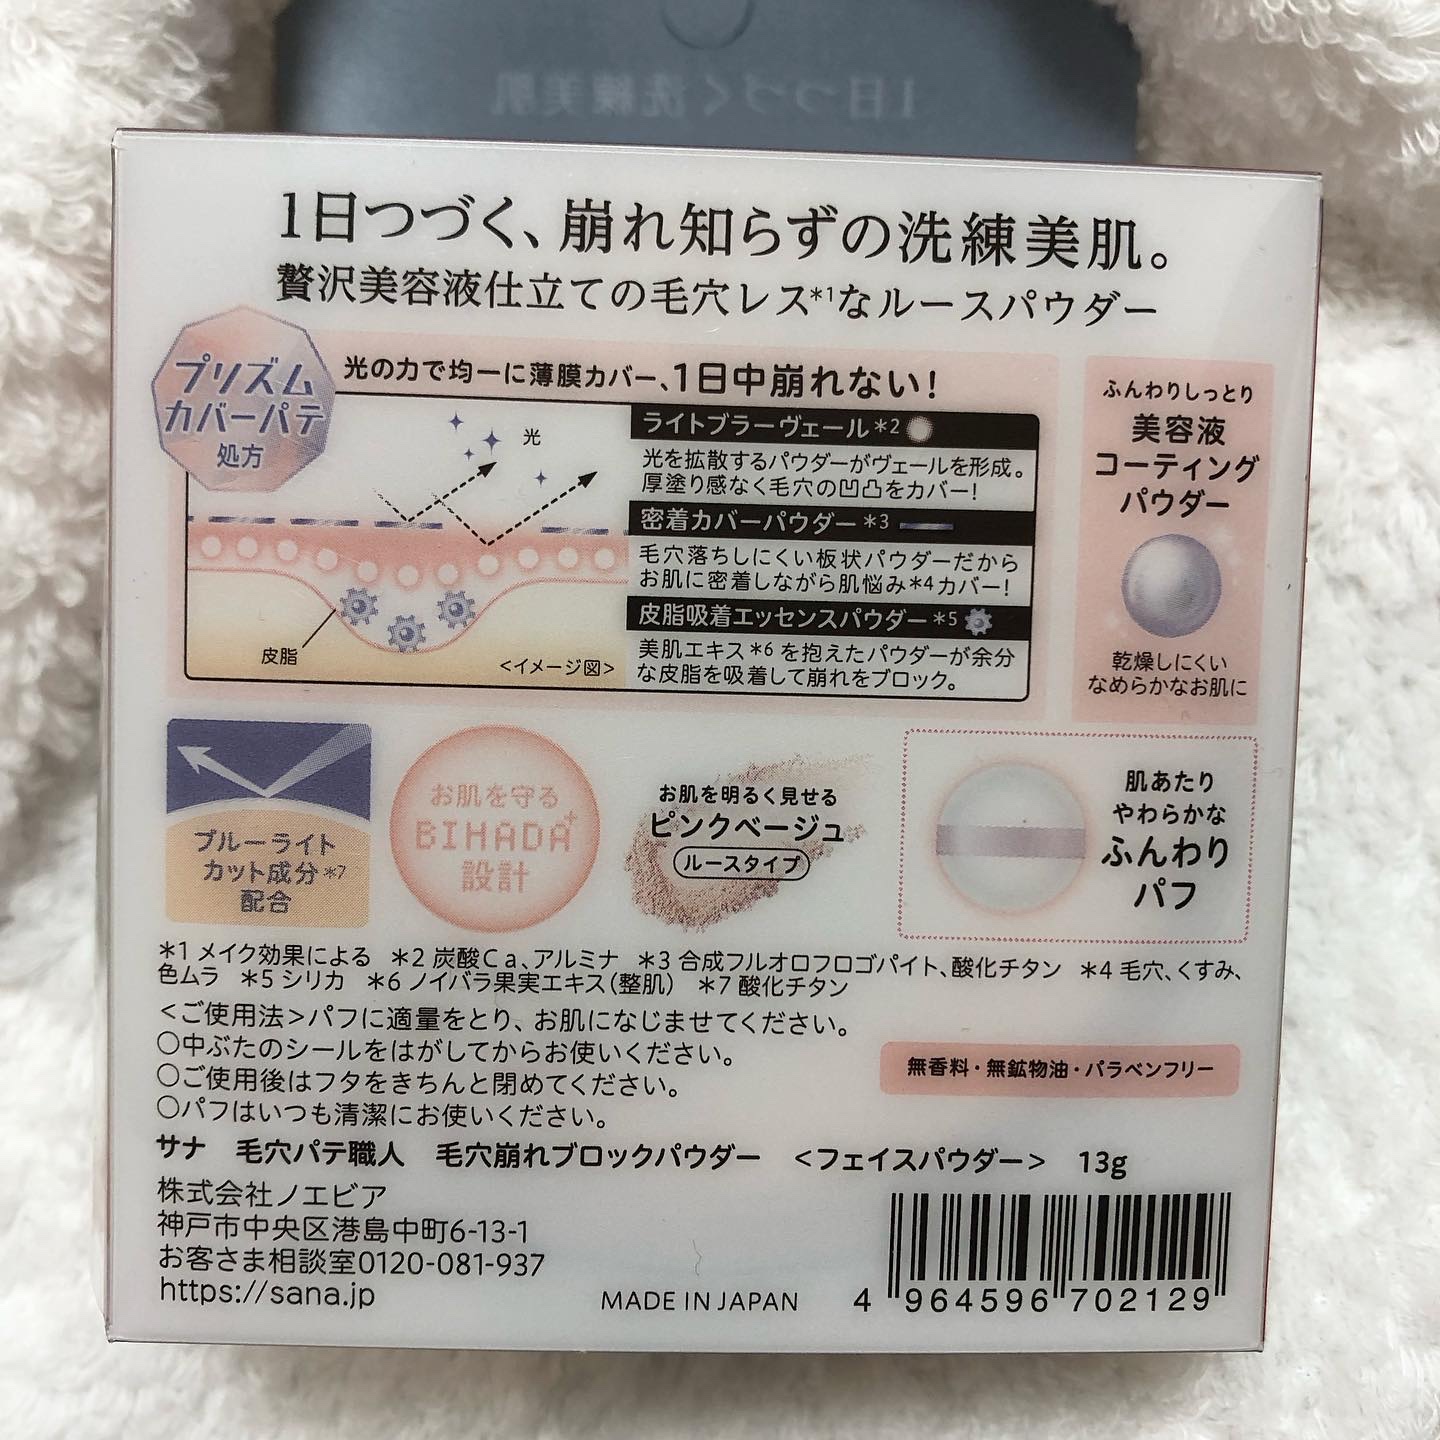 1日つづく洗練美肌
1日つづく、崩れ知らずの洗練美肌。
贅沢美容液仕立ての毛穴レス*1なルースパウダー
プリズム
カバーパテ
処方
光の力で均一に薄膜カバー、1日中崩れない!
光
皮脂
<イメージ図>
ライトブラーヴェール*2
光を拡散するパウダーがヴェールを形成。
厚塗り感なく毛穴の凹凸をカバー!
密着カバーパウダー*3
毛穴落ちしにくい板状パウダーだから
お肌に密着しながら肌悩み*4カバー!
皮脂吸着エッセンスパウダー*5
美肌エキス*6を抱えたパウダーが余分
な皮脂を吸着して崩れをブロック。
ふんわりしっとり
美容液
コーティング
パウダー
乾燥しにくい
なめらかなお肌に
ブルーライト
カット成分*7
配合
お肌を守る
BIHADA+
設計
お肌を明るく見せる
ピンクベージュ
ルースタイプ
肌あたり
やわらかな
ふんわり
パフ
*1 メイク効果による *2 炭酸Ca、アルミナ *3 合成フルオロフロゴパイト、酸化チタン *4 毛穴、くすみ、
色ムラ *5 シリカ *6 ノイバラ果実エキス(整肌) *7 酸化チタン
<ご使用法>パフに適量をとり、お肌になじませてください。
○中ぶたのシールをはがしてからお使いください。
○ご使用後はフタをきちんと閉めてください。
○パフはいつも清潔にお使いください。
無香料・無鉱物油・パラベンフリー
サナ 毛穴パテ職人 毛穴崩れブロックパウダー <フェイスパウダー> 13g
株式会社ノエビア
神戸市中央区港島中町6-13-1
お客さま相談室0120-081-937
https://sana.jp
MADE IN JAPAN
4 964596 702129